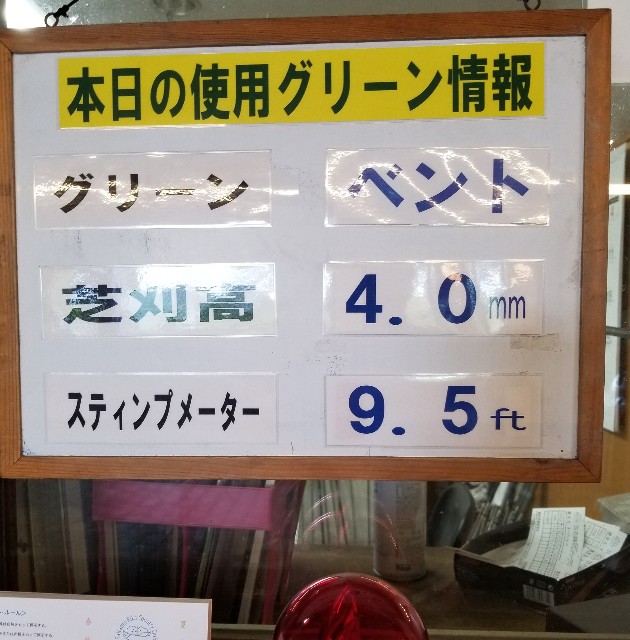 本日の使用グリーン情報
グリーン ベント
芝刈高 4.0mm
スティンプメーター 9.5ft